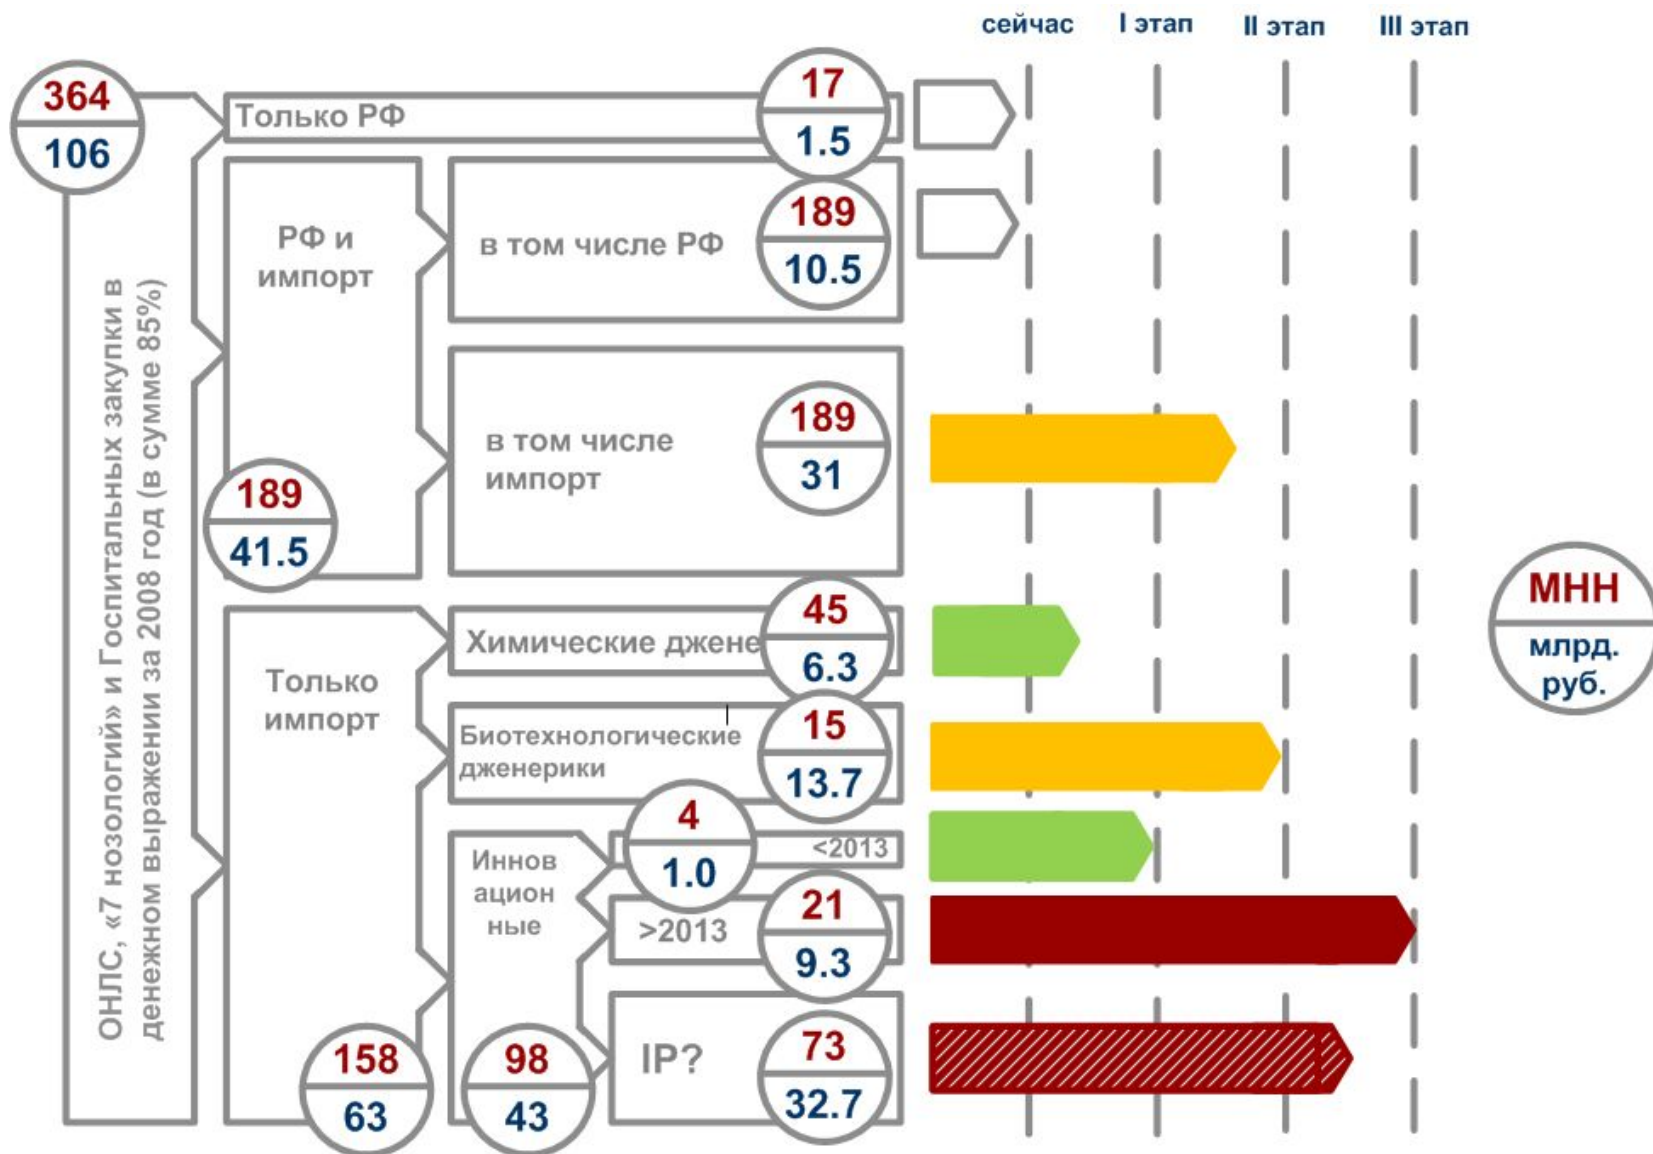 сейчас
I этап
II этап
III этап
364
106
ОНЛС, «7 нозологий» и Госпитальных закупки в
денежном выражении за 2008 год (в сумме 85%)
Только РФ
17
1.5
РФ и
импорт
189
41.5
в том числе РФ
189
10.5
в том числе
импорт
189
31
Только
импорт
158
63
Химические джене
45
6.3
Биотехнологические
дженерики
15
13.7
Иннов
ацион
ные
98
43
4
1.0
<2013
>2013
21
9.3
IP?
73
32.7
МНН
млрд.
руб.